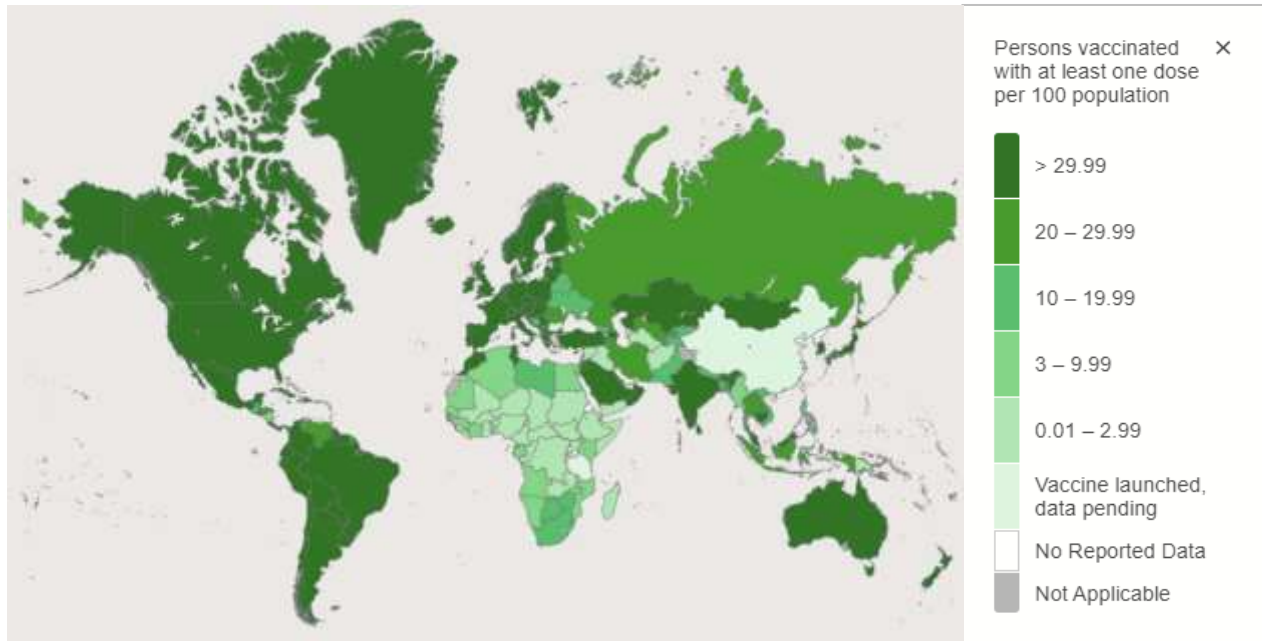 Persons vaccinated
with at least one dose
per 100 population
> 29.99
20 – 29.99
10 – 19.99
3 – 9.99
0.01 – 2.99
Vaccine launched,
data pending
No Reported Data
Not Applicable